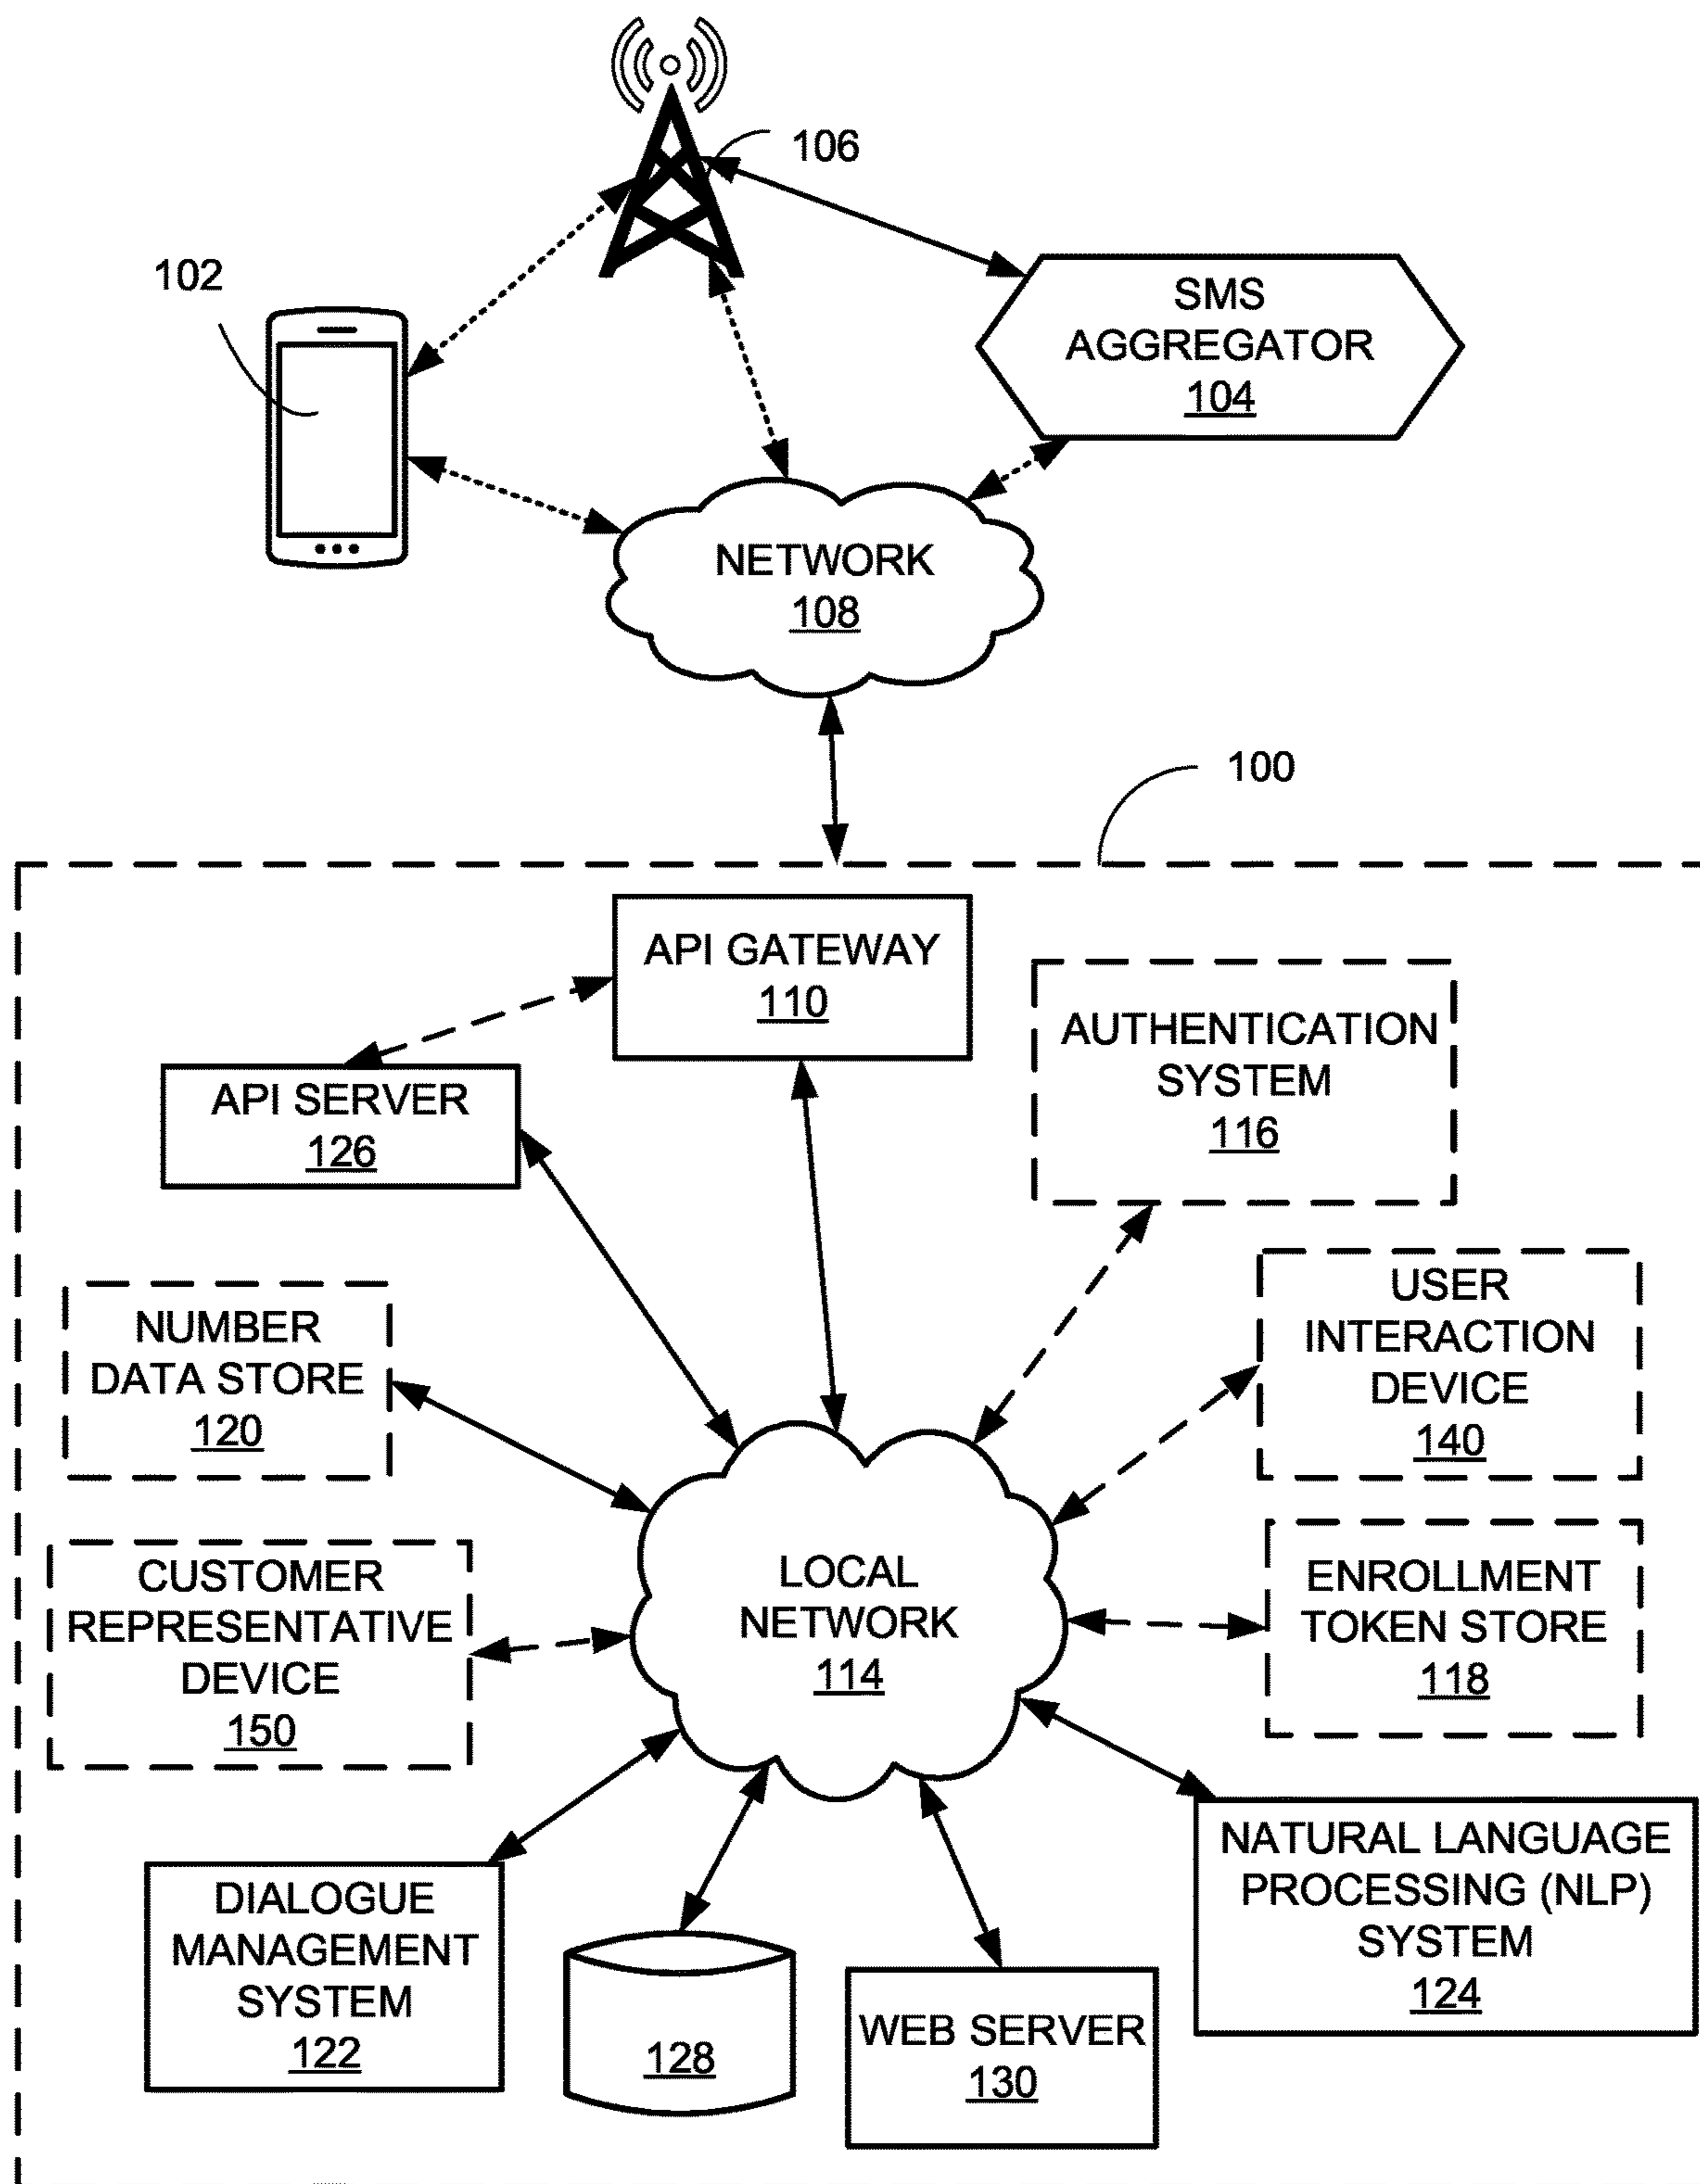 106
102
SMS
AGGREGATOR
104
NETWORK
108
100
API GATEWAY
110
AUTHENTICATION
SYSTEM
116
API SERVER
126
USER
INTERACTION
DEVICE
140
NUMBER
DATA STORE
120
ENROLLMENT
TOKEN STORE
118
CUSTOMER
REPRESENTATIVE
DEVICE
150
LOCAL
NETWORK
114
NATURAL LANGUAGE
PROCESSING (NLP)
SYSTEM
124
DIALOGUE
MANAGEMENT
SYSTEM
122
128
WEB SERVER
130